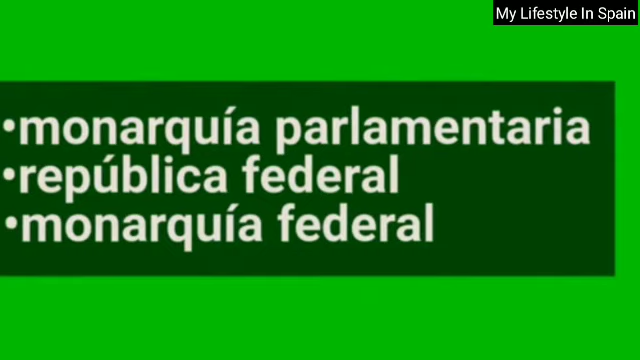 My Lifestyle In Spain
•monarquía parlamentaria
•república federal
•monarquía federal